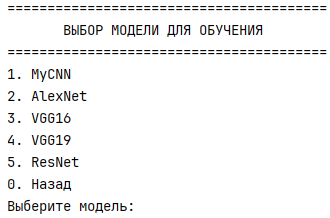 ========================================
ВЫБОР МОДЕЛИ ДЛЯ ОБУЧЕНИЯ
========================================
1. MyCNN
2. AlexNet
3. VGG16
4. VGG19
5. ResNet
0. Назад
Выберите модель: